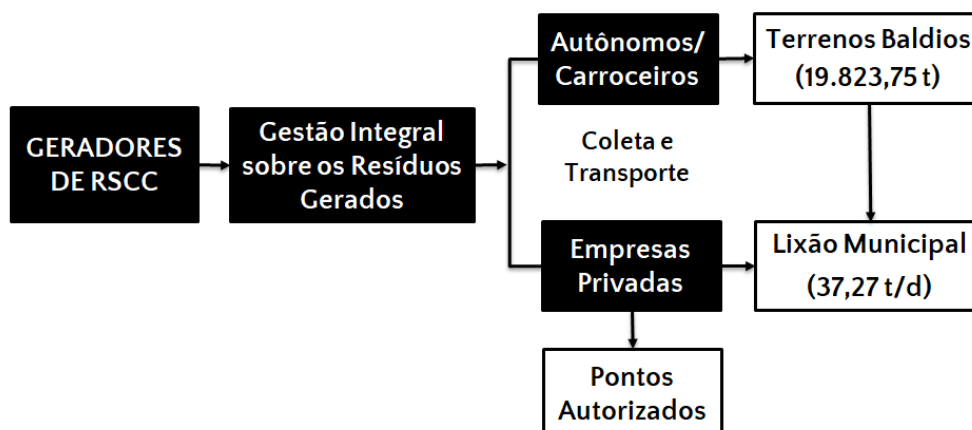 GERADORES
DE RSCC
Gestão Integral
sobre os Resíduos
Gerados
Autônomos/
Carroceiros
Terrenos Baldios
(19.823,75 t)
Coleta e
Transporte
Empresas
Privadas
Lixão Municipal
(37,27 t/d)
Pontos
Autorizados